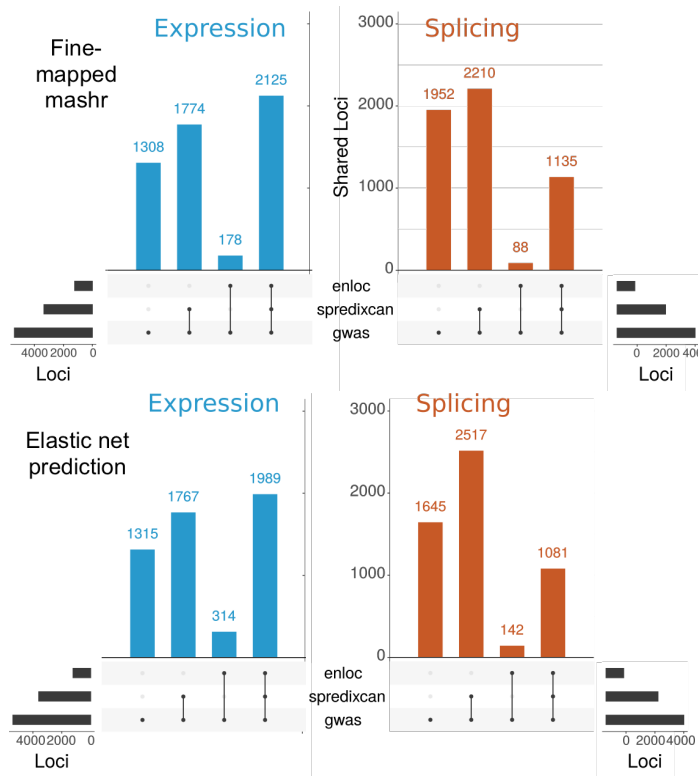 Fine-
mapped
mashr
Expression
1308
1774
178
2125
Splicing
Shared Loci
3000
2000
1000
0
1952
2210
88
1135
enloc
spredixcan
gwas
4000 2000 0
Loci
0 2000 4000
Loci
Elastic net
prediction
Expression
1315
1767
314
1989
Splicing
3000
2000
1000
0
1645
2517
142
1081
enloc
spredixcan
gwas
4000 2000 0
Loci
0 2000 4000
Loci